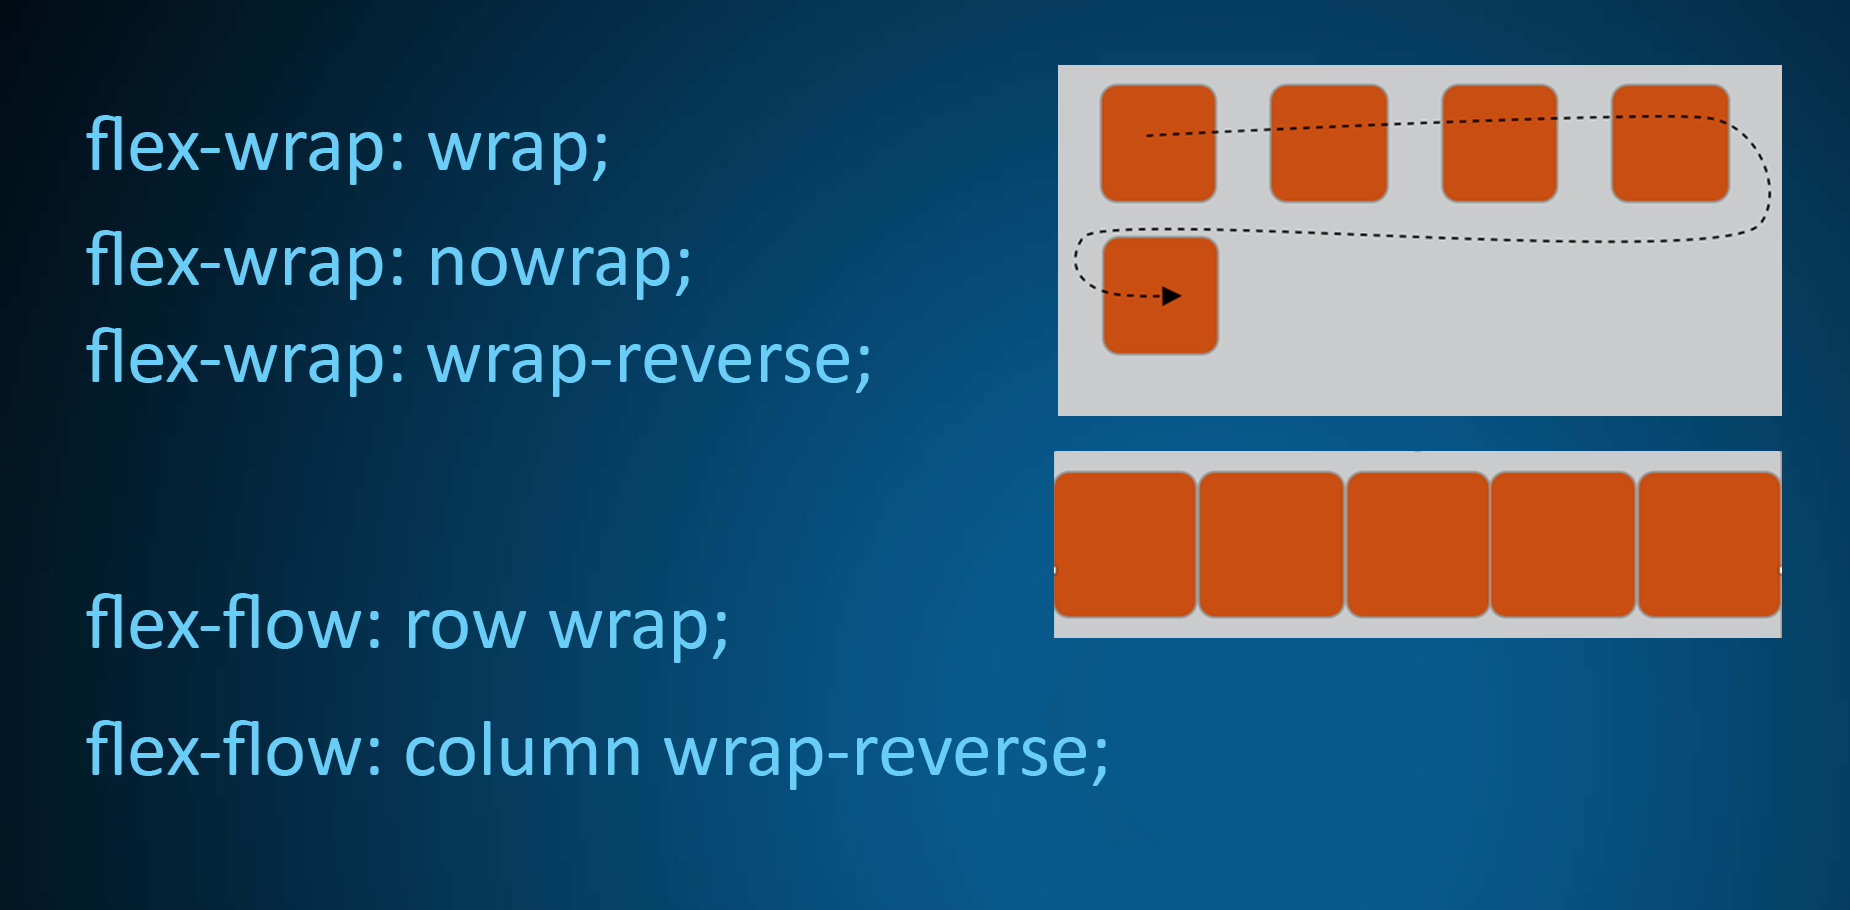 flex-wrap: wrap;
flex-wrap: nowrap;
flex-wrap: wrap-reverse;
flex-flow: row wrap;
flex-flow: column wrap-reverse;